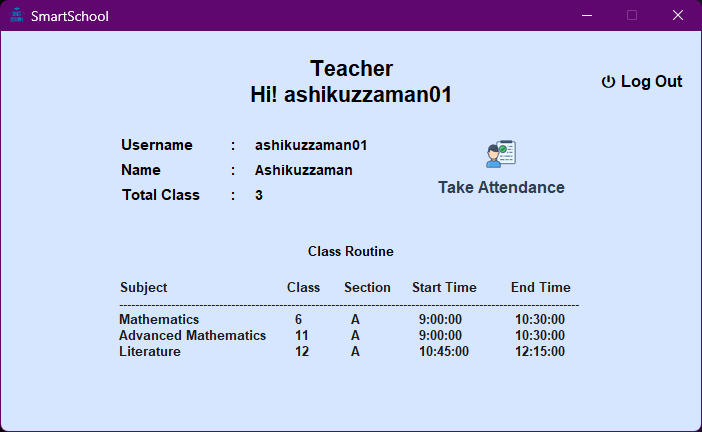 SmartSchool
Teacher
Hi! ashikuzzaman01
Log Out
Username : ashikuzzaman01
Name : Ashikuzzaman
Total Class : 3
Take Attendance
Class Routine
Subject Class Section Start Time End Time
Mathematics 6 A 9:00:00 10:30:00
Advanced Mathematics 11 A 9:00:00 10:30:00
Literature 12 A 10:45:00 12:15:00